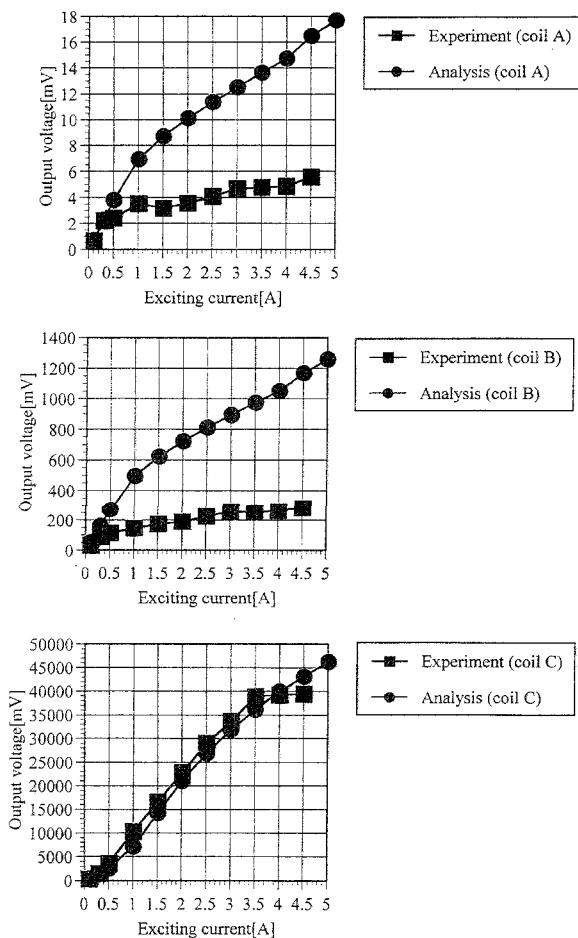 18
16
14
12
10
8
6
4
2
0
Output voltage[mV]
0 0.5 1 1.5 2 2.5 3 3.5 4 4.5 5
Exciting current[A]
Experiment (coil A)
Analysis (coil A)
1400
1200
1000
800
600
400
200
0
Output voltage[mV]
0 0.5 1 1.5 2 2.5 3 3.5 4 4.5 5
Exciting current[A]
Experiment (coil B)
Analysis (coil B)
50000
45000
40000
35000
30000
25000
20000
15000
10000
5000
0
Output voltage[mV]
0 0.5 1 1.5 2 2.5 3 3.5 4 4.5 5
Exciting current[A]
Experiment (coil C)
Analysis (coil C)